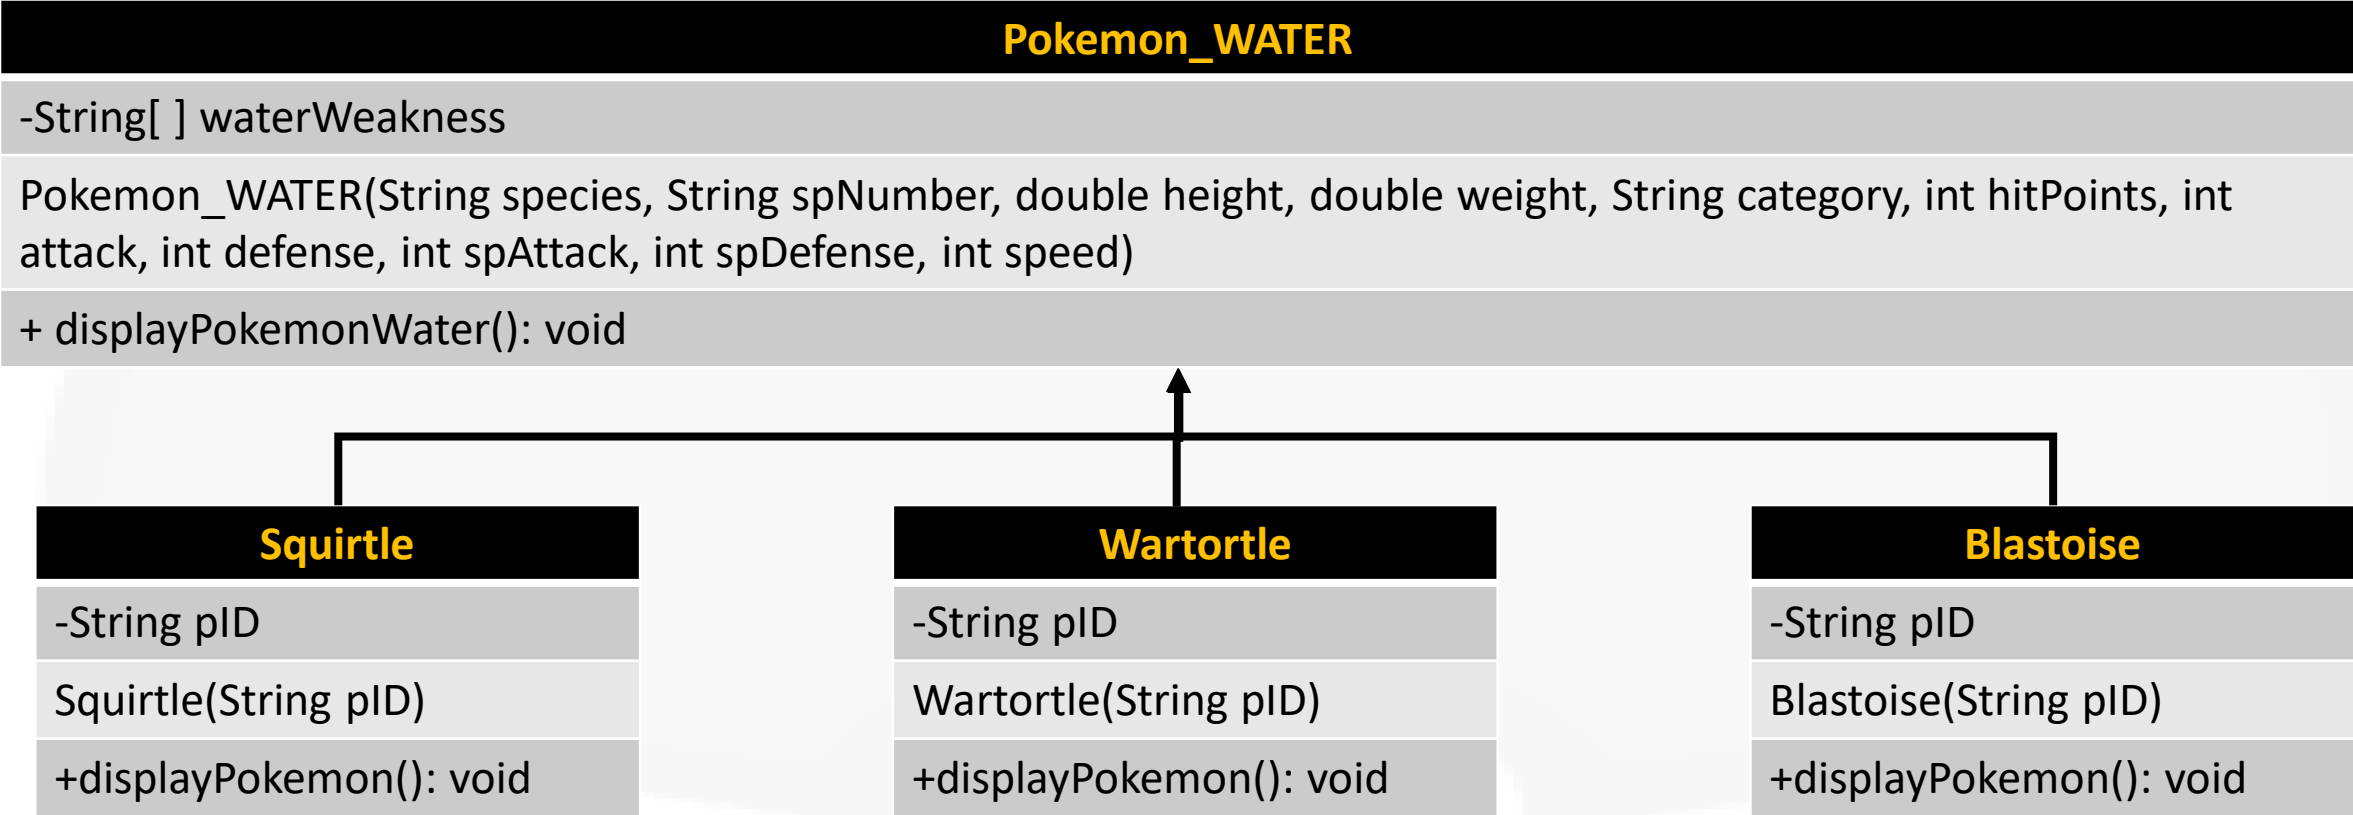 Pokemon_WATER
-String[ ] waterWeakness
Pokemon_WATER(String species, String spNumber, double height, double weight, String category, int hitPoints, int
attack, int defense, int spAttack, int spDefense, int speed)
+ displayPokemonWater(): void
Squirtle
-String pID
Squirtle(String pID)
+displayPokemon(): void
Wartortle
-String pID
Wartortle(String pID)
+displayPokemon(): void
Blastoise
-String pID
Blastoise(String pID)
+displayPokemon(): void